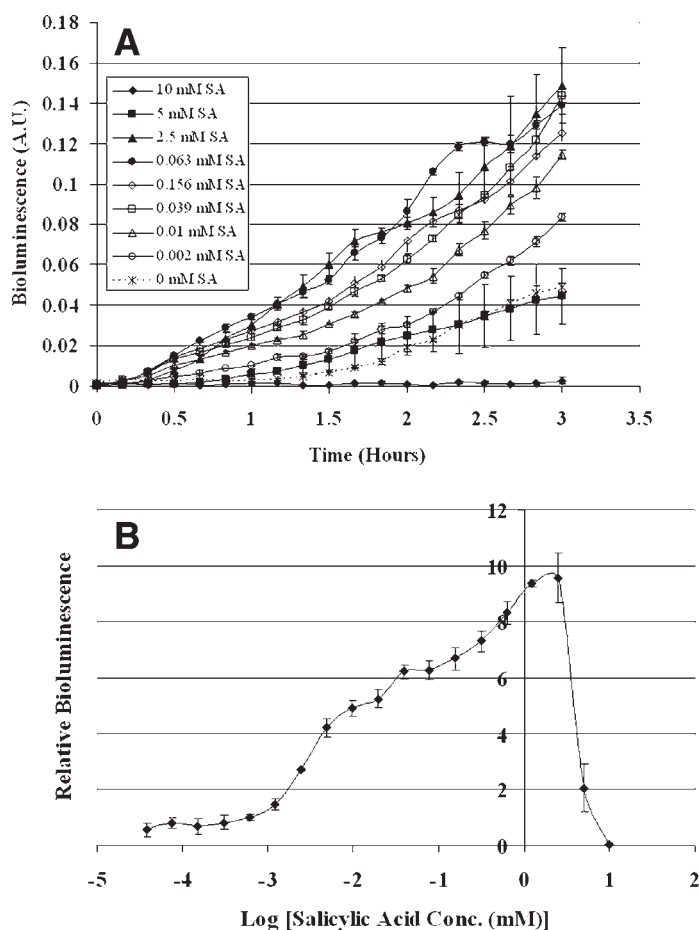 A
0.18
0.16
0.14
0.12
0.1
0.08
0.06
0.04
0.02
0
Bioluminescence (A.U.)
10 mM SA
5 mM SA
2.5 mM SA
0.063 mM SA
0.156 mM SA
0.039 mM SA
0.01 mM SA
0.002 mM SA
0 mM SA
0 0.5 1 1.5 2 2.5 3 3.5
Time (Hours)
B
12
10
8
6
4
2
0
Relative Bioluminescence
-5 -4 -3 -2 -1 0 1 2
Log [Salicylic Acid Conc. (mM)]